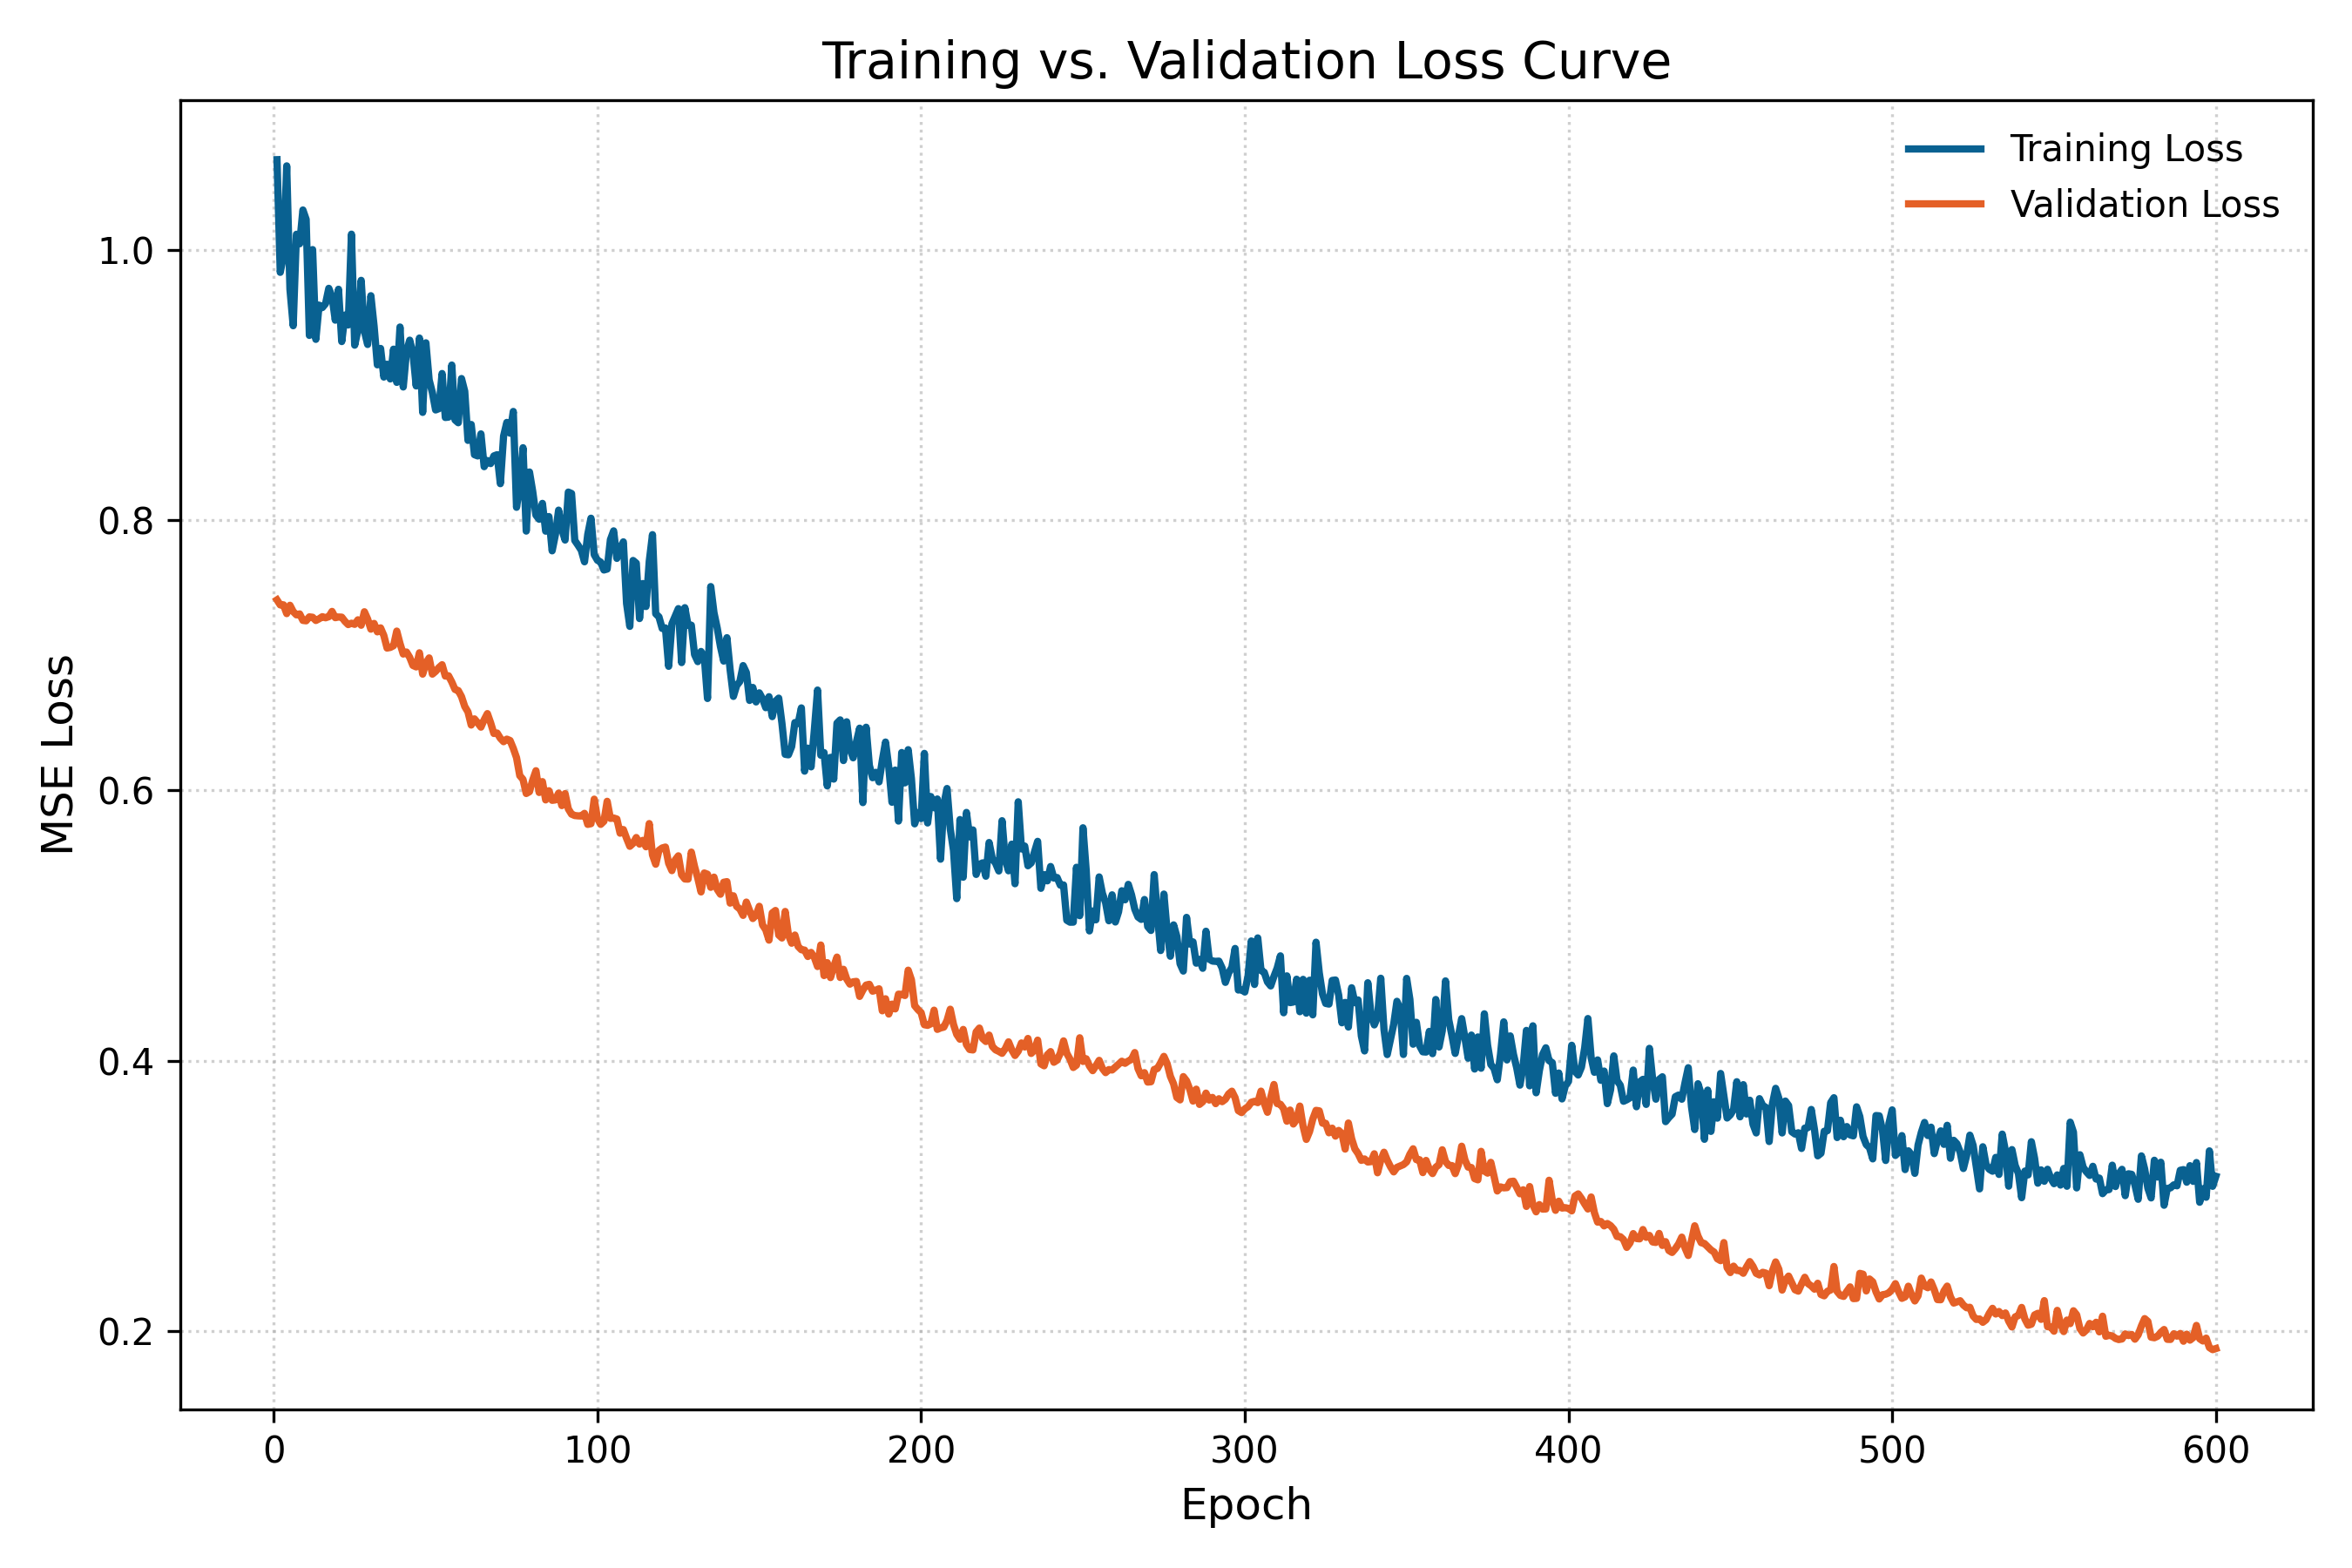 Training vs. Validation Loss Curve
Training Loss
Validation Loss
1.0
0.8
0.6
0.4
0.2
MSE Loss
0 100 200 300 400 500 600
Epoch